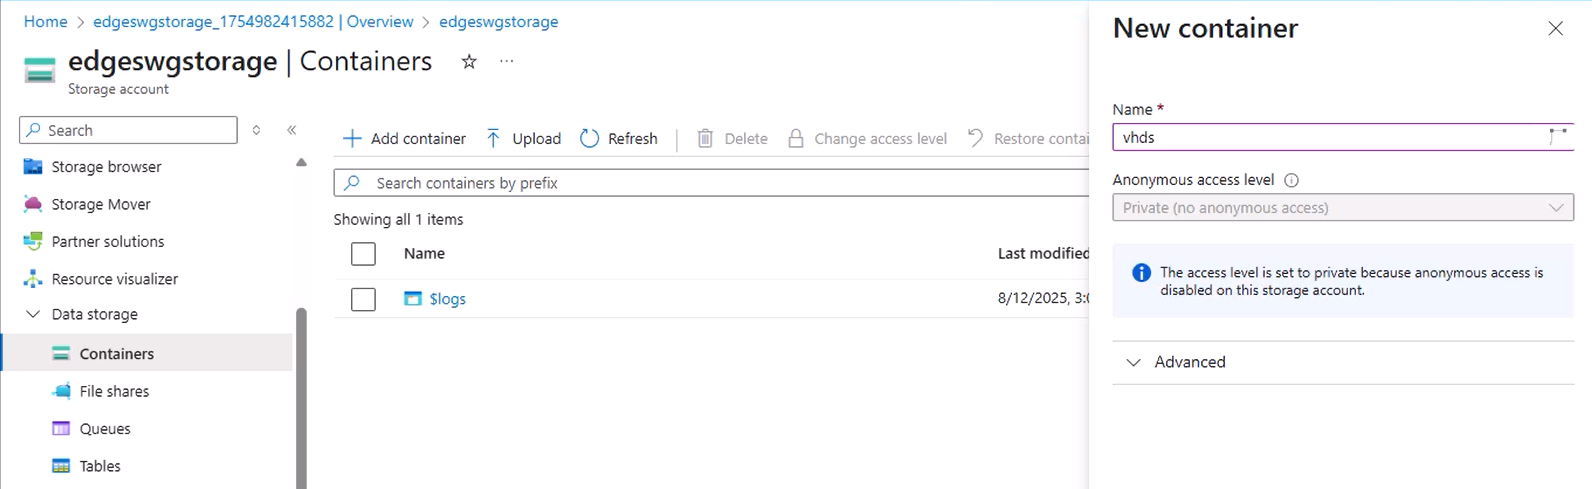 Home > edgeswgstorage_1754982415882 | Overview > edgeswgstorage
edgeswgstorage | Containers
Storage account
Search
Storage browser
Storage Mover
Partner solutions
Resource visualizer
Data storage
Containers
File shares
Queues
Tables
Add container Upload Refresh Delete Change access level Restore contai
Search containers by prefix
Showing all 1 items
Name Last modified
$logs 8/12/2025, 3:0
New container
Name *
vhds
Anonymous access level
Private (no anonymous access)
The access level is set to private because anonymous access is
disabled on this storage account.
Advanced